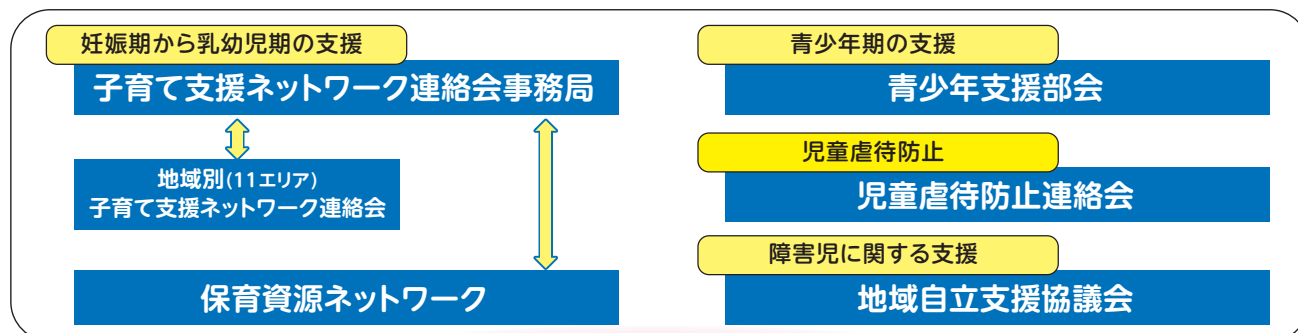 妊娠期から乳幼児期の支援
子育て支援ネットワーク連絡会事務局
地域別(11エリア)
子育て支援ネットワーク連絡会
保育資源ネットワーク
青少年期の支援
青少年支援部会
児童虐待防止
児童虐待防止連絡会
障害児に関する支援
地域自立支援協議会